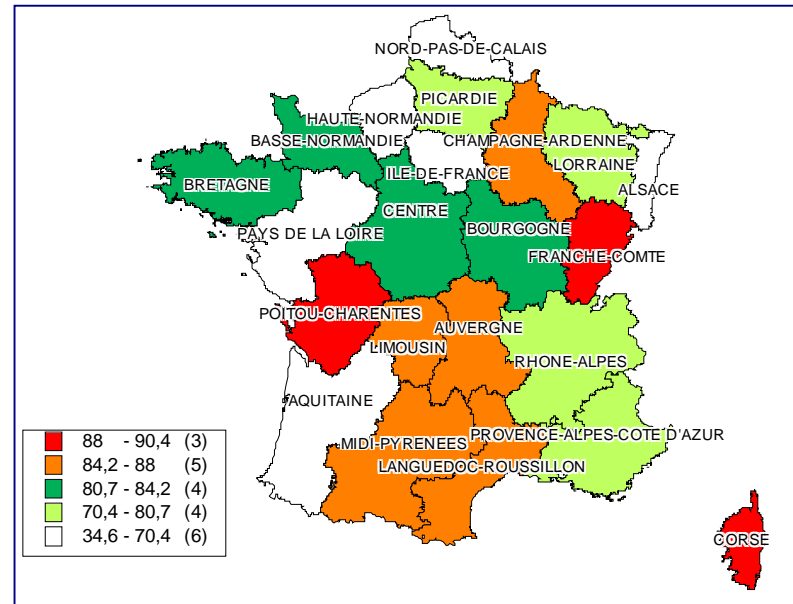 NORD-PAS-DE-CALAIS
PICARDIE
HAUTE-NORMANDIE
BASSE-NORMANDIE
CHAMPAGNE-ARDENNE
LORRAINE
ILE-DE-FRANCE
ALSACE
BRETAGNE
CENTRE
BOURGOGNE
PAYS DE LA LOIRE
FRANCHE-COMTE
POITOU-CHARENTES
AUVERGNE
LIMOUSIN
RHONE-ALPES
AQUITAINE
PROVENCE-ALPES-COTE D'AZUR
MIDI-PYRENEES
LANGUEDOC-ROUSSILLON
CORSE
88 - 90,4 (3)
84,2 - 88 (5)
80,7 - 84,2 (4)
70,4 - 80,7 (4)
34,6 - 70,4 (6)